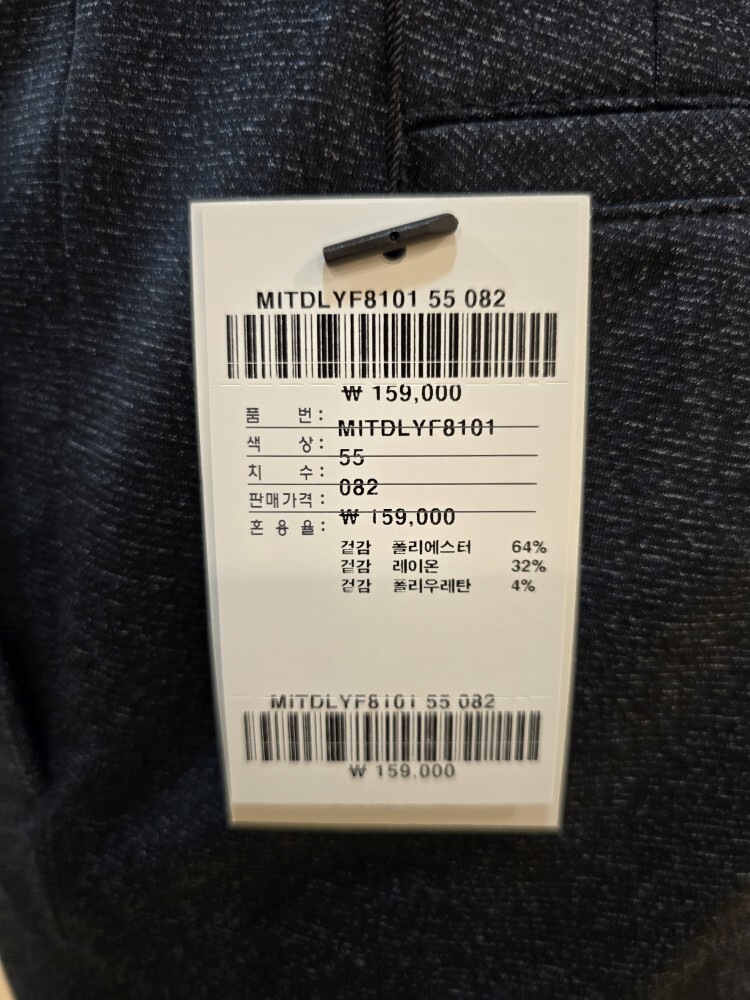 MITDLYF8101 55 082
₩ 159,000
품 번: MITDLYF8101
색 상: 55
치 수: 082
판매가격: ₩ 159,000
혼 용 율:
겉감 폴리에스터 64%
겉감 레이온 32%
겉감 폴리우레탄 4%
MITDLYF8101 55 082
₩ 159,000